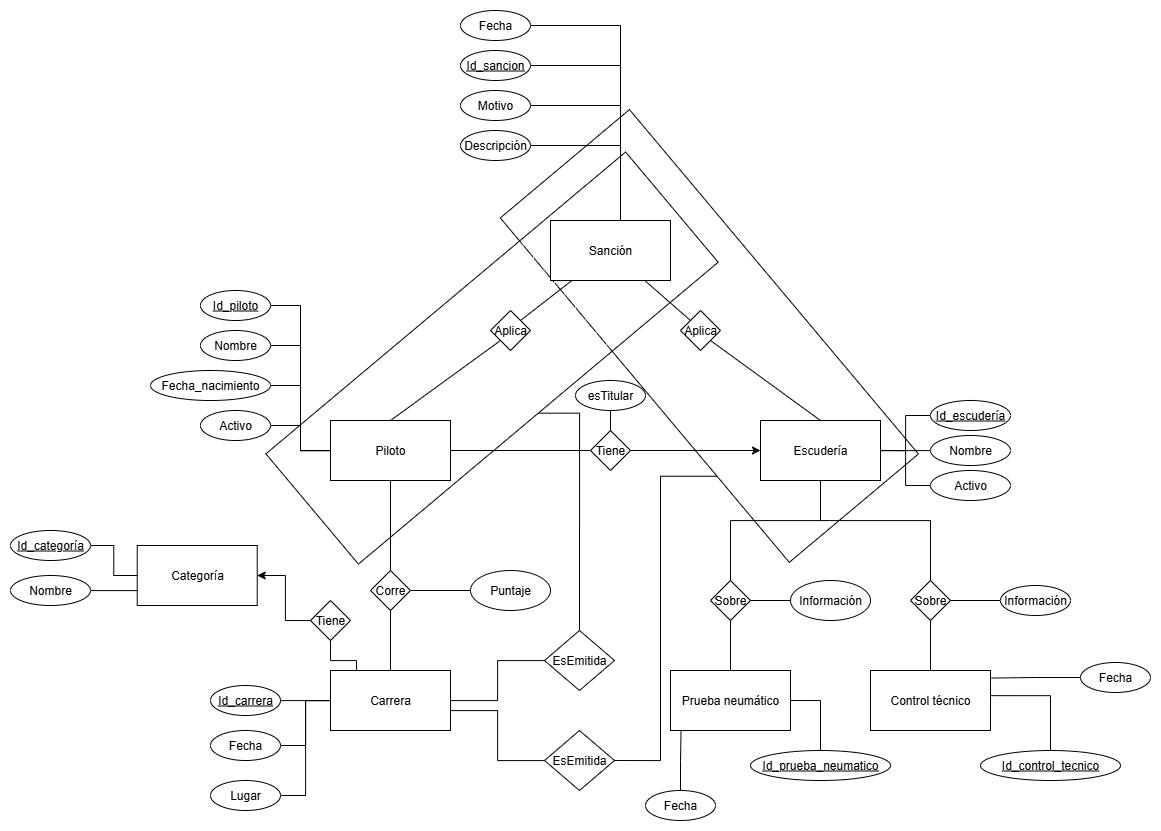 Fecha
Id_sancion
Motivo
Descripción
Sanción
Id_piloto
Nombre
Fecha_nacimiento
Activo
Aplica
Aplica
esTitular
Piloto
Tiene
Escudería
Id_escudería
Nombre
Activo
Id_categoría
Nombre
Categoría
Tiene
Corre
Puntaje
Sobre
Información
Sobre
Información
EsEmitida
Id_carrera
Fecha
Lugar
Carrera
EsEmitida
Prueba neumático
Id_prueba_neumatico
Fecha
Control técnico
Fecha
Id_control_tecnico